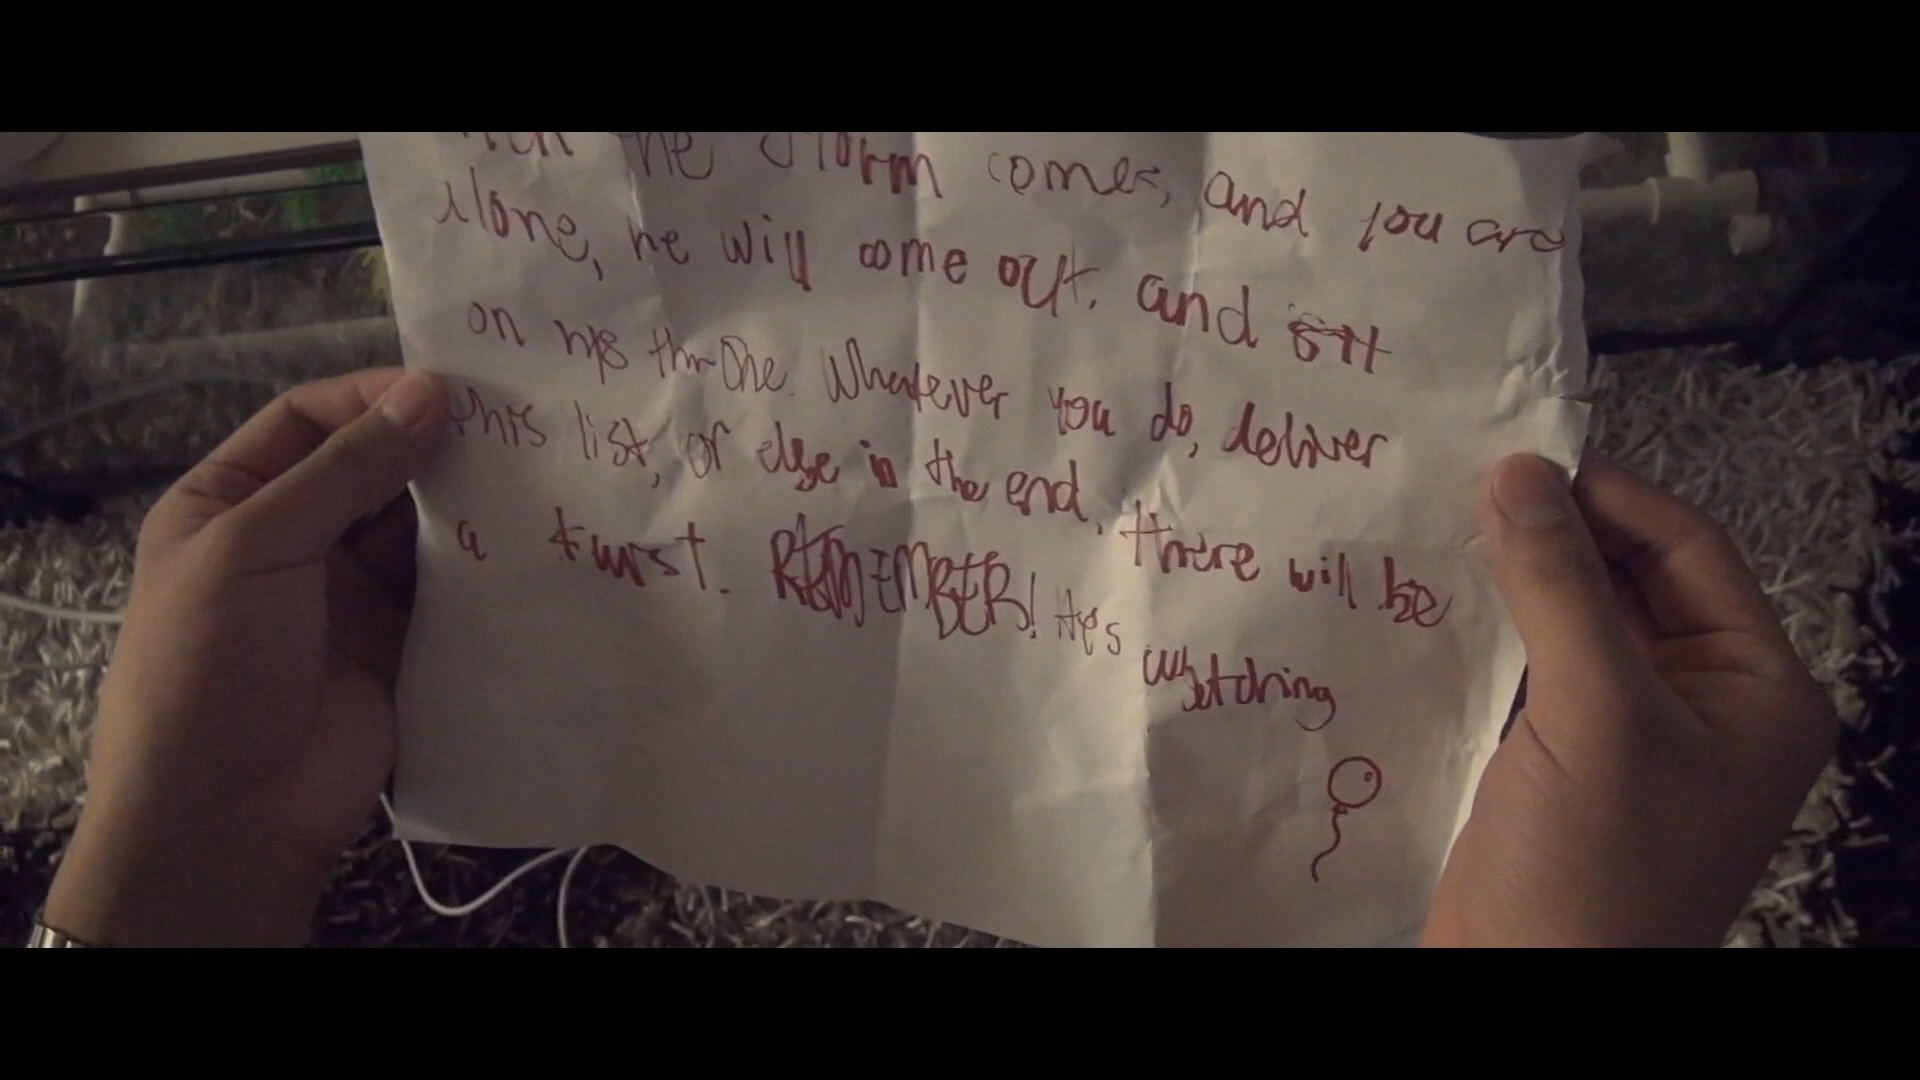 the storm comes, and you are
alone, he will come out. and sit
on his throne. Whatever you do, deliver
this list, or else in the end, there will be
a twist. REMEMBER! He's watching